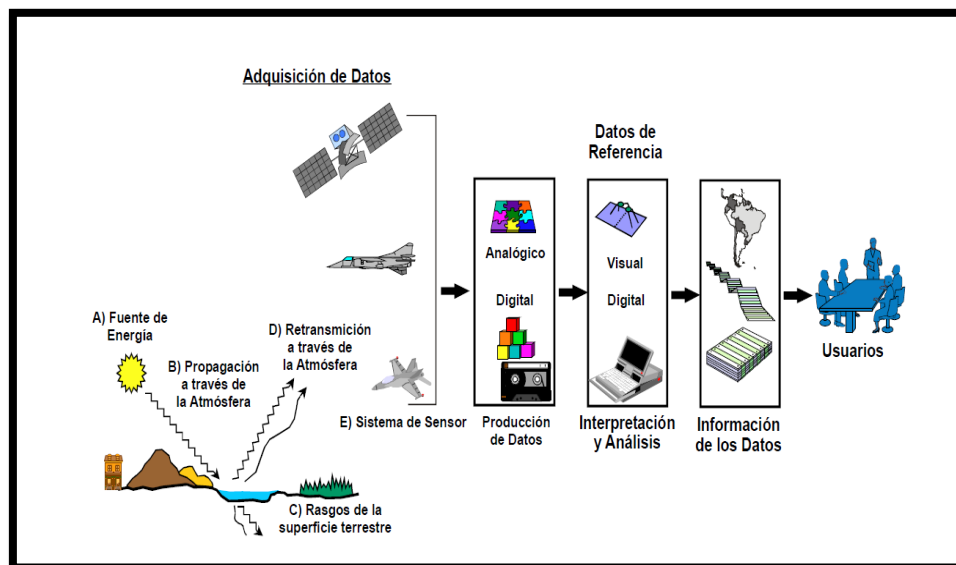 Adquisición de Datos
Datos de
Referencia
Analógico
Digital
Visual
Digital
A) Fuente de
Energía
B) Propagación
a través de
la Atmósfera
D) Retransmición
a través de
la Atmósfera
E) Sistema de Sensor
C) Rasgos de la
superficie terrestre
Producción
de Datos
Interpretación
y Análisis
Información
de los Datos
Usuarios